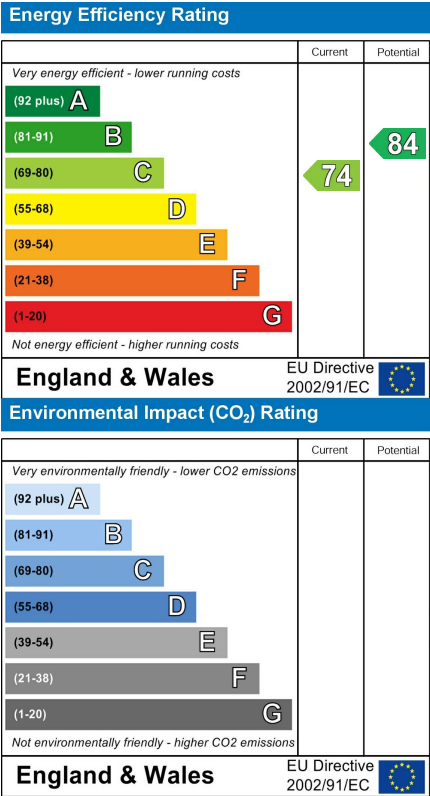 Energy Efficiency Rating
Current Potential
Very energy efficient - lower running costs
(92 plus) A
(81-91) B
(69-80) C
(55-68) D
(39-54) E
(21-38) F
(1-20) G
74
84
Not energy efficient - higher running costs
England & Wales
EU Directive
2002/91/EC
Environmental Impact (CO₂) Rating
Current Potential
Very environmentally friendly - lower CO2 emissions
(92 plus) A
(81-91) B
(69-80) C
(55-68) D
(39-54) E
(21-38) F
(1-20) G
Not environmentally friendly - higher CO2 emissions
England & Wales
EU Directive
2002/91/EC